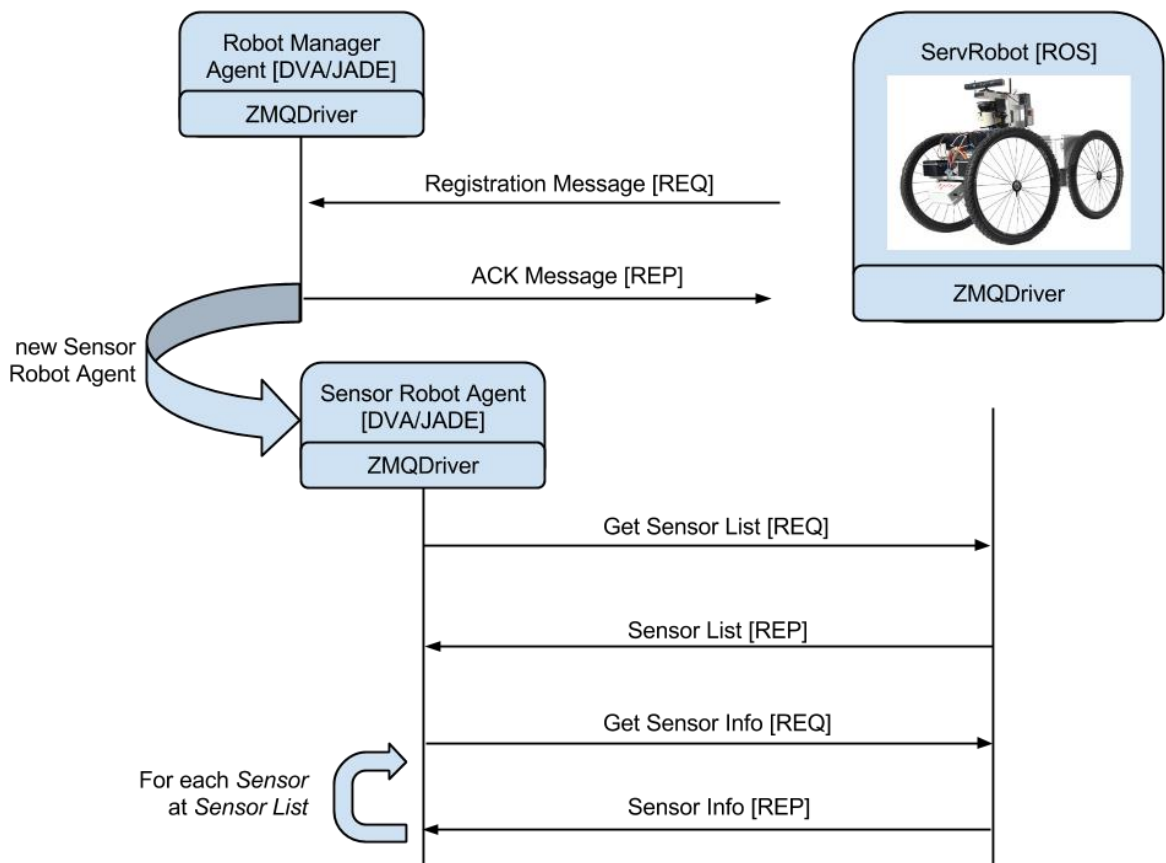 Robot Manager
Agent [DVA/JADE]
ZMQDriver
ServRobot [ROS]
ZMQDriver
Registration Message [REQ]
ACK Message [REP]
new Sensor
Robot Agent
Sensor Robot Agent
[DVA/JADE]
ZMQDriver
Get Sensor List [REQ]
Sensor List [REP]
Get Sensor Info [REQ]
For each Sensor
at Sensor List
Sensor Info [REP]